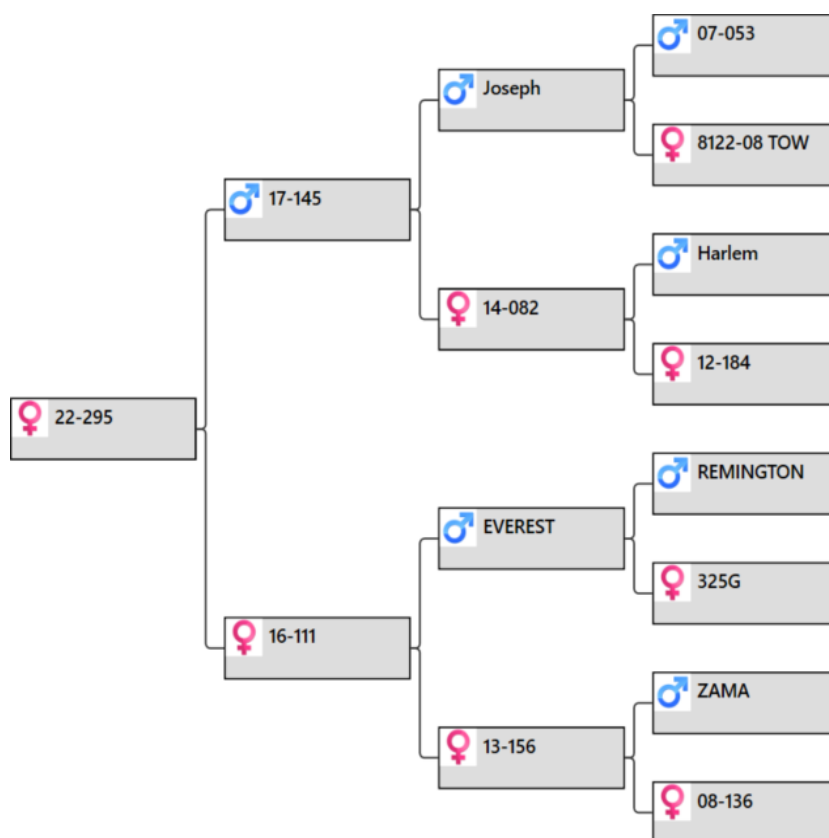 07-053
Joseph
8122-08 TOW
17-145
Harlem
14-082
12-184
22-295
REMINGTON
EVEREST
325G
16-111
ZAMA
13-156
08-136